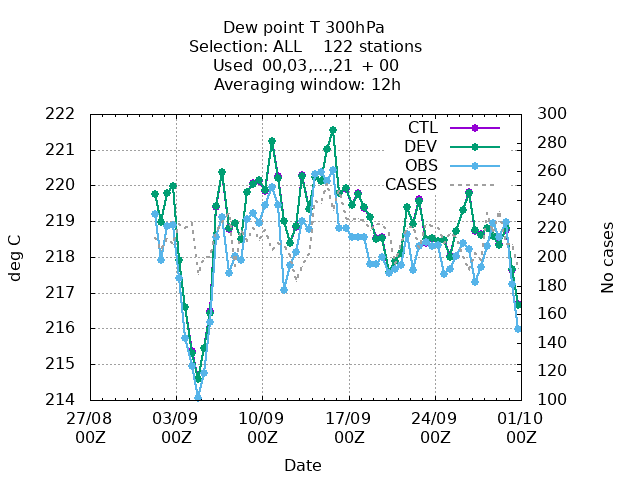 Dew point T 300hPa
Selection: ALL    122 stations
Used  00,03,...,21  + 00
Averaging window: 12h
222
221
220
219
218
217
216
215
214
300
280
260
240
220
200
180
160
140
120
100
CTL
DEV
OBS
CASES
deg C
No cases
27/08 03/09 10/09 17/09 24/09 01/10
00Z 00Z 00Z 00Z 00Z 00Z
Date